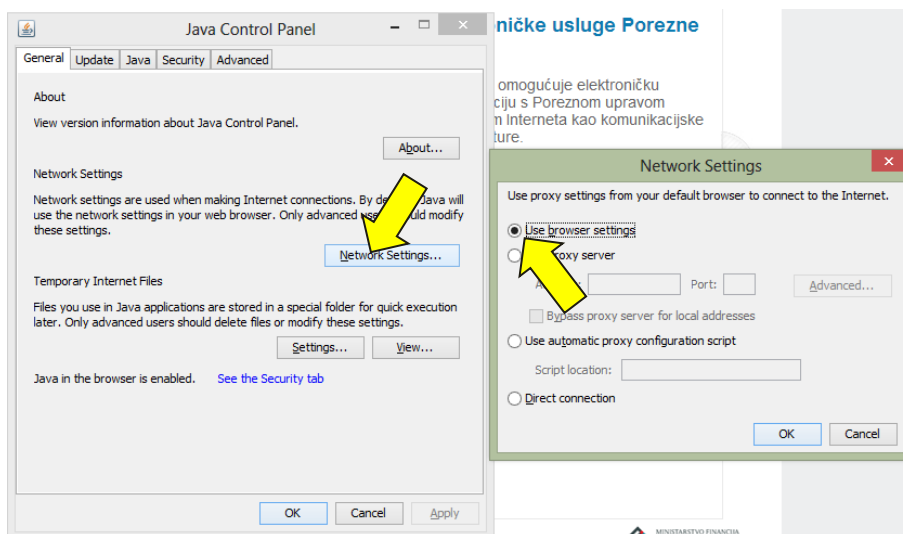 Java Control Panel
General Update Java Security Advanced
About
View version information about Java Control Panel.
About...
Network Settings
Network settings are used when making Internet connections. By Java will
use the network settings in your web browser. Only advanced modify
these settings.
Network Settings...
Temporary Internet Files
Files you use in Java applications are stored in a special folder for quick execution
later. Only advanced users should delete files or modify these settings.
Settings... View...
Java in the browser is enabled. See the Security tab
OK Cancel Apply
ničke usluge Porezne
omogućuje elektroničku
ciju s Poreznom upravom
m Interneta kao komunikacijske
ture.
Network Settings
Use proxy settings from your default browser to connect to the Internet.
Use browser settings
server
Port: Advanced...
Bypass proxy server for local addresses
Use automatic proxy configuration script
Script location:
Direct connection
OK Cancel
MINISTARSTVO FINANCIJA